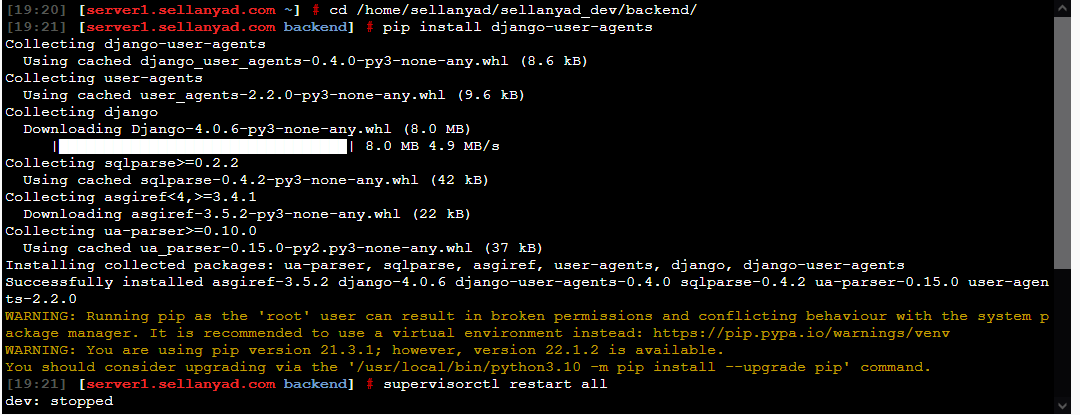 [19:20] [server1.sellanyad.com ~] # cd /home/sellanyad/sellanyad_dev/backend/
[19:21] [server1.sellanyad.com backend] # pip install django-user-agents
Collecting django-user-agents
  Using cached django_user_agents-0.4.0-py3-none-any.whl (8.6 kB)
Collecting user-agents
  Using cached user_agents-2.2.0-py3-none-any.whl (9.6 kB)
Collecting django
  Downloading Django-4.0.6-py3-none-any.whl (8.0 MB)
     |████████████████████████████████| 8.0 MB 4.9 MB/s
Collecting sqlparse>=0.2.2
  Using cached sqlparse-0.4.2-py3-none-any.whl (42 kB)
Collecting asgiref<4,>=3.4.1
  Downloading asgiref-3.5.2-py3-none-any.whl (22 kB)
Collecting ua-parser>=0.10.0
  Using cached ua_parser-0.15.0-py2.py3-none-any.whl (37 kB)
Installing collected packages: ua-parser, sqlparse, asgiref, user-agents, django, django-user-agents
Successfully installed asgiref-3.5.2 django-4.0.6 django-user-agents-0.4.0 sqlparse-0.4.2 ua-parser-0.15.0 user-agen
ts-2.2.0
WARNING: Running pip as the 'root' user can result in broken permissions and conflicting behaviour with the system p
ackage manager. It is recommended to use a virtual environment instead: https://pip.pypa.io/warnings/venv
WARNING: You are using pip version 21.3.1; however, version 22.1.2 is available.
You should consider upgrading via the '/usr/local/bin/python3.10 -m pip install --upgrade pip' command.
[19:21] [server1.sellanyad.com backend] # supervisorctl restart all
dev: stopped